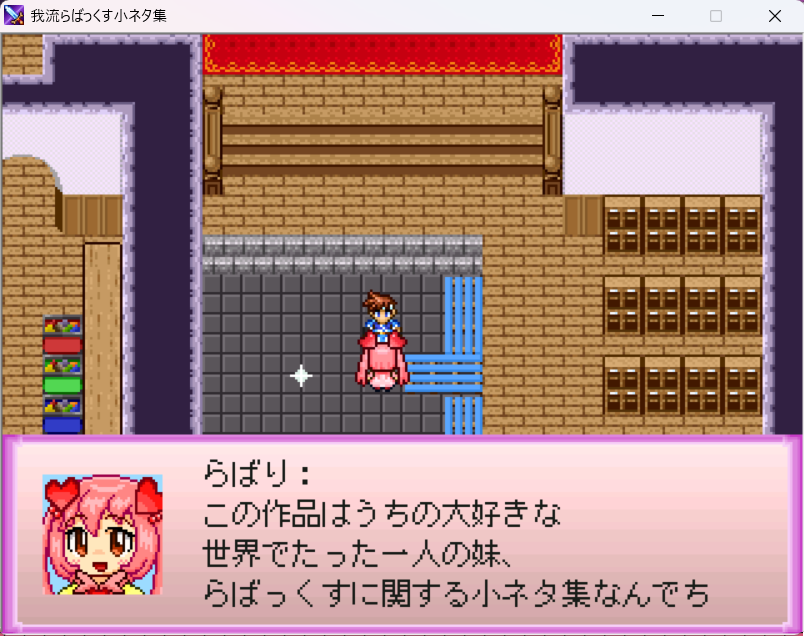 我流らばっくす小ネタ集
らばり：
この作品はうちの大好きな
世界でたった一人の妹、
らばっくすに関する小ネタ集なんでち